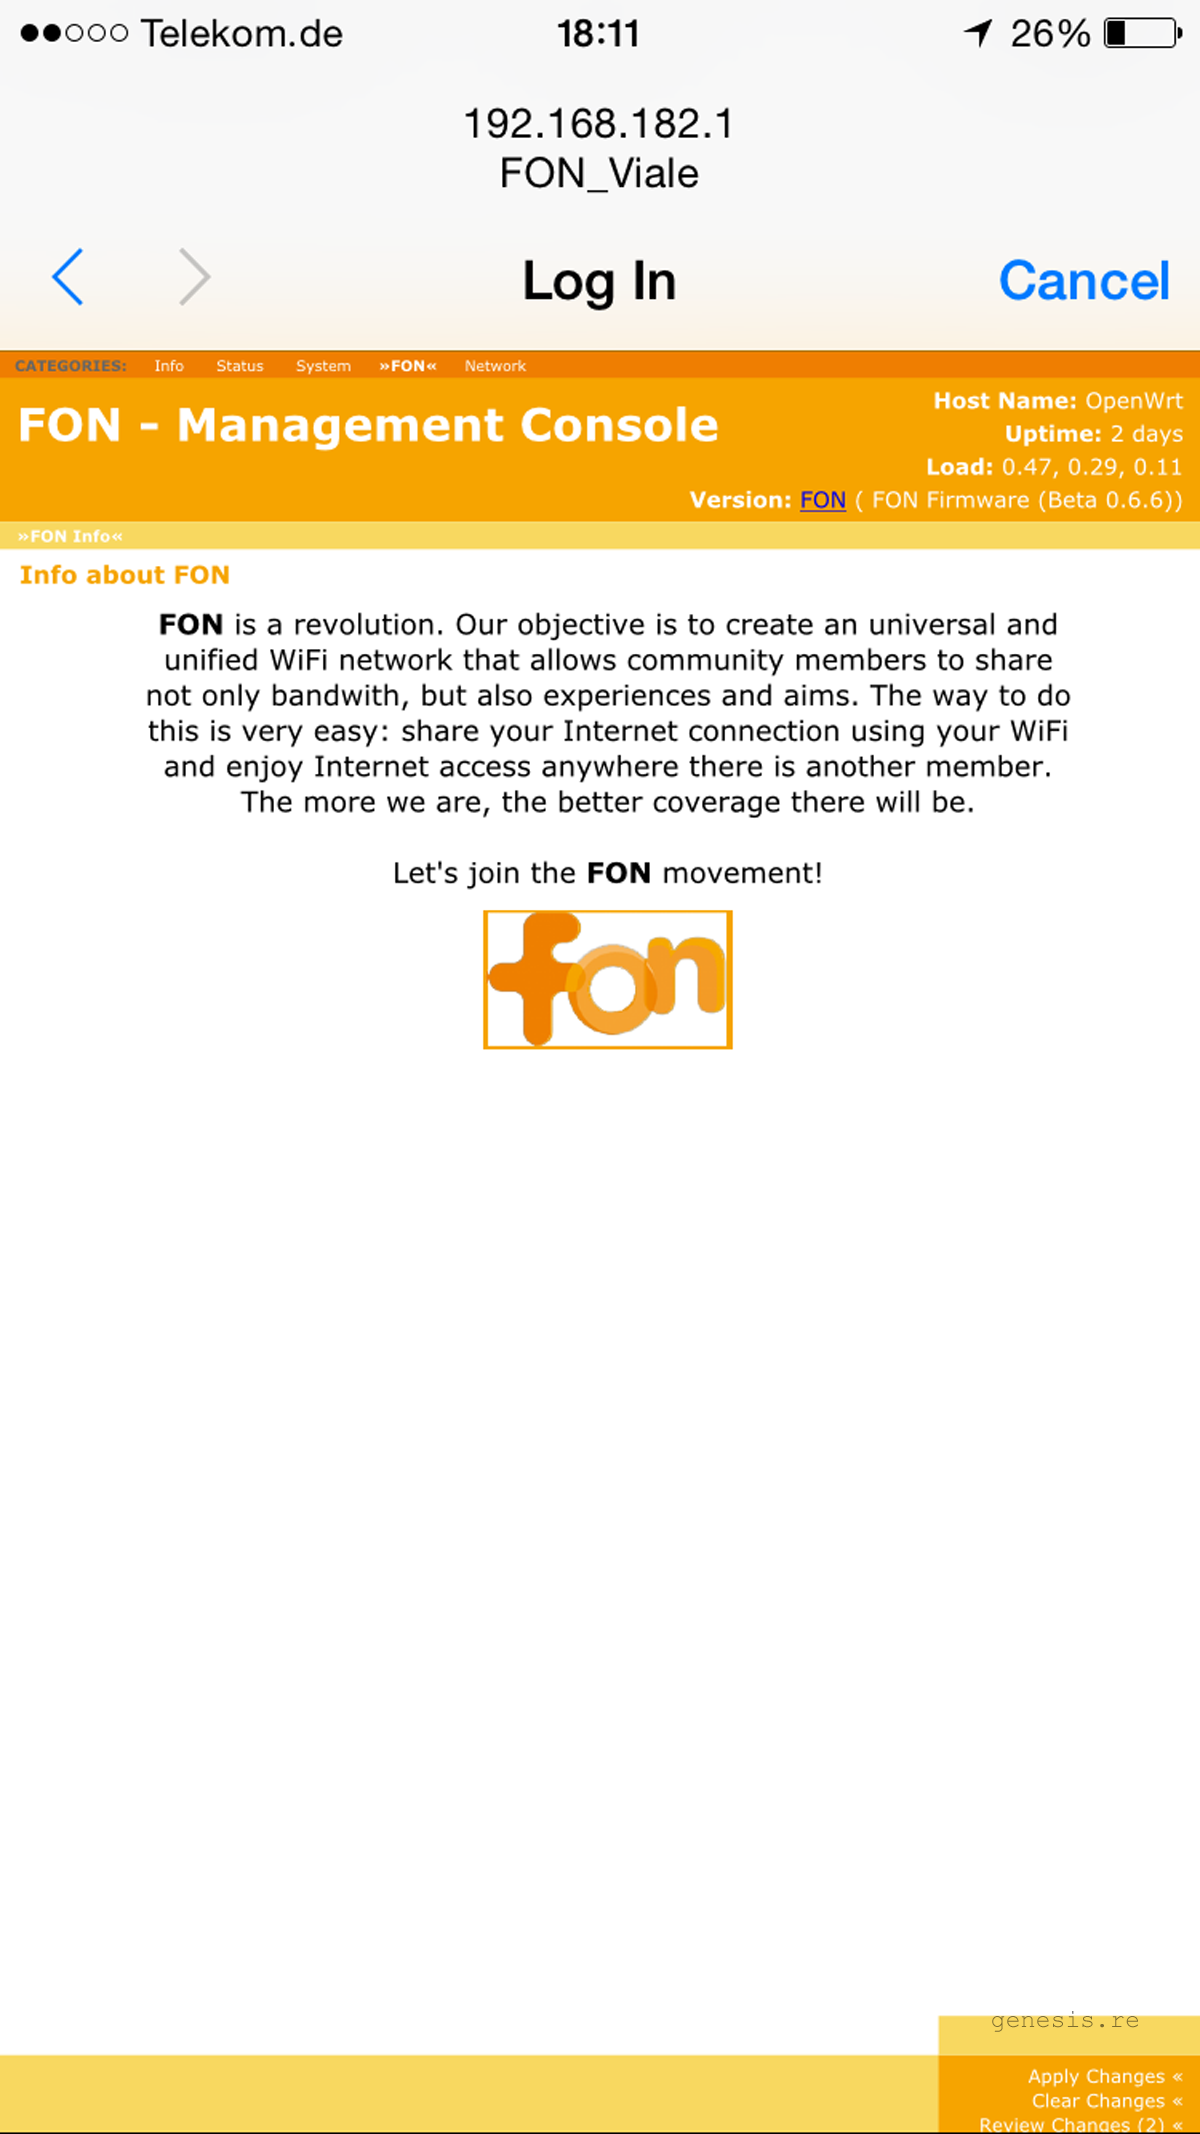 Telekom.de 18:11 26%
192.168.182.1
FON_Viale
Log In Cancel
CATEGORIES: Info Status System »FON« Network
FON - Management Console
Host Name: OpenWrt
Uptime: 2 days
Load: 0.47, 0.29, 0.11
Version: FON ( FON Firmware (Beta 0.6.6))
»FON Info«
Info about FON
FON is a revolution. Our objective is to create an universal and
unified WiFi network that allows community members to share
not only bandwith, but also experiences and aims. The way to do
this is very easy: share your Internet connection using your WiFi
and enjoy Internet access anywhere there is another member.
The more we are, the better coverage there will be.
Let's join the FON movement!
fon
genesis.re
Apply Changes «
Clear Changes «
Review Changes (2) «